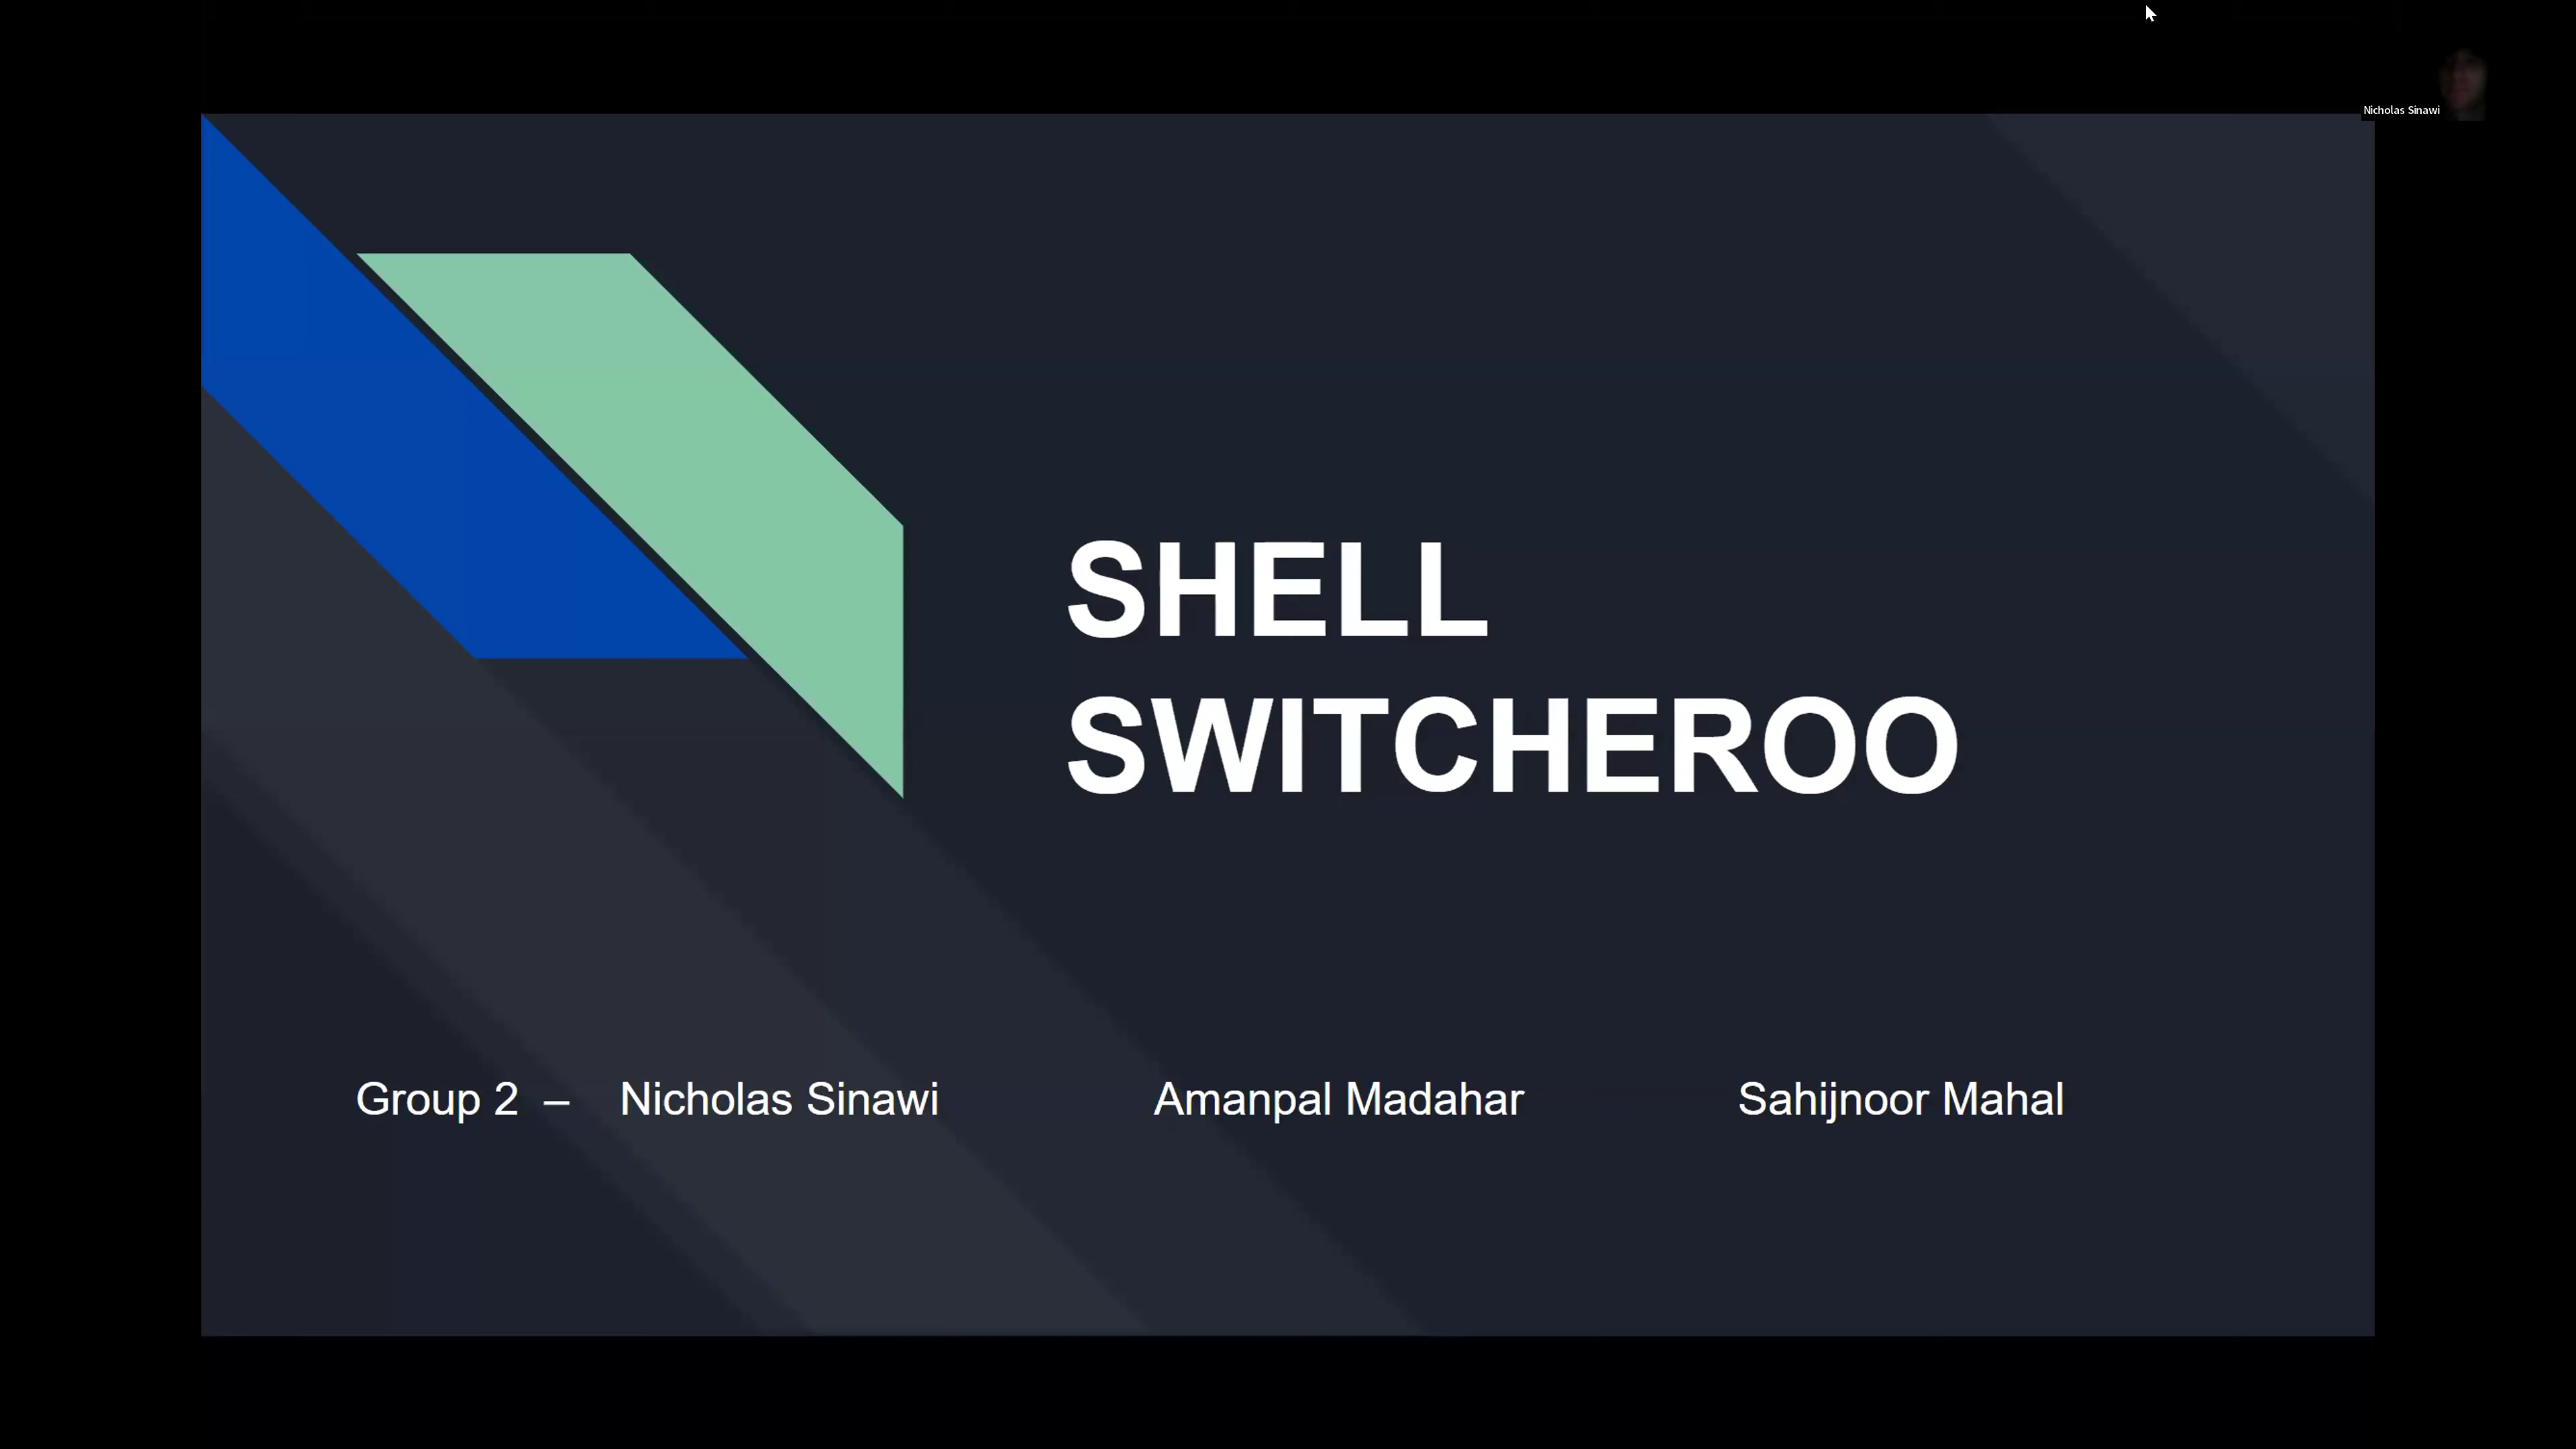 Nicholas Sinawi
SHELL
SWITCHEROO
Group 2 – Nicholas Sinawi Amanpal Madahar Sahijnoor Mahal